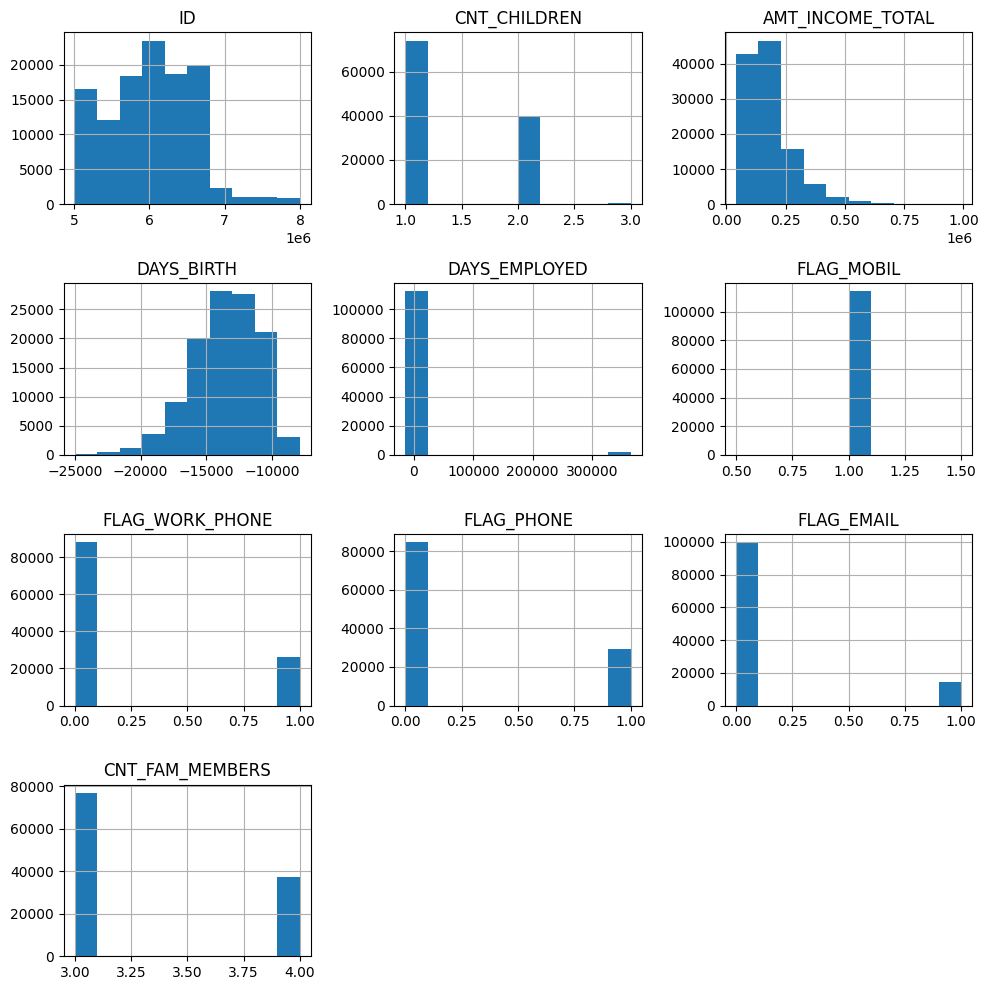 ID
20000
15000
10000
5000
0
5 6 7 8
1e6
CNT_CHILDREN
60000
40000
20000
0
1.0 1.5 2.0 2.5 3.0
AMT_INCOME_TOTAL
40000
30000
20000
10000
0
0.00 0.25 0.50 0.75 1.00
1e6
DAYS_BIRTH
25000
20000
15000
10000
5000
0
−25000 −20000 −15000 −10000
DAYS_EMPLOYED
100000
80000
60000
40000
20000
0
0 100000 200000 300000
FLAG_MOBIL
100000
80000
60000
40000
20000
0
0.50 0.75 1.00 1.25 1.50
FLAG_WORK_PHONE
80000
60000
40000
20000
0
0.00 0.25 0.50 0.75 1.00
FLAG_PHONE
80000
60000
40000
20000
0
0.00 0.25 0.50 0.75 1.00
FLAG_EMAIL
100000
80000
60000
40000
20000
0
0.00 0.25 0.50 0.75 1.00
CNT_FAM_MEMBERS
80000
60000
40000
20000
0
3.00 3.25 3.50 3.75 4.00